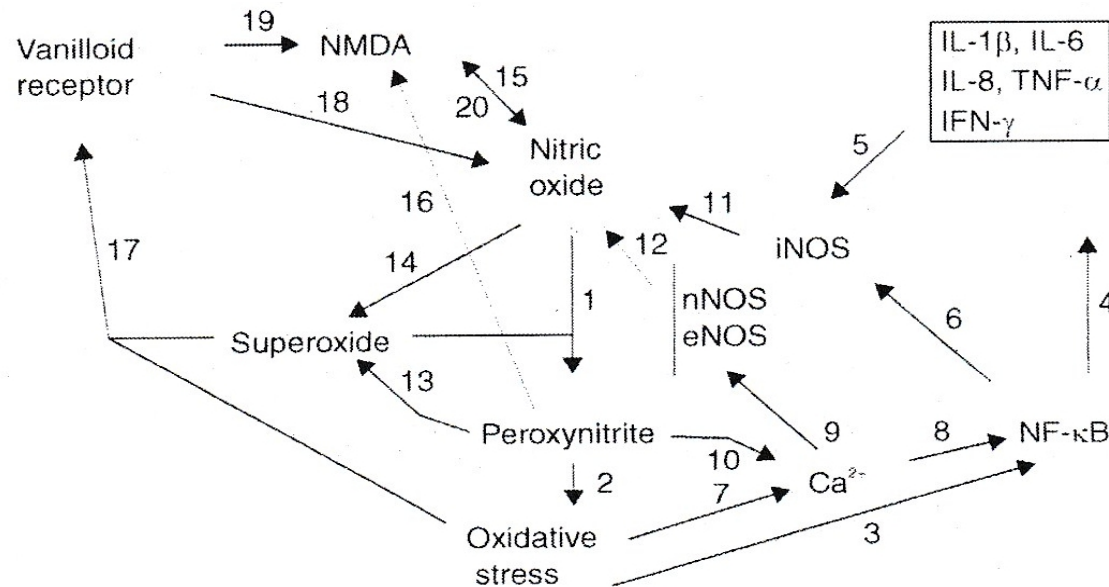 19
Vanilloid
receptor
NMDA
IL-1β, IL-6
IL-8, TNF-α
IFN-γ
15
20
18
Nitric
oxide
5
16
11
12
iNOS
17
14
1
nNOS
eNOS
6
4
Superoxide
13
Peroxynitrite
9
8
NF-κB
10
2
7
Ca²⁺
3
Oxidative
stress